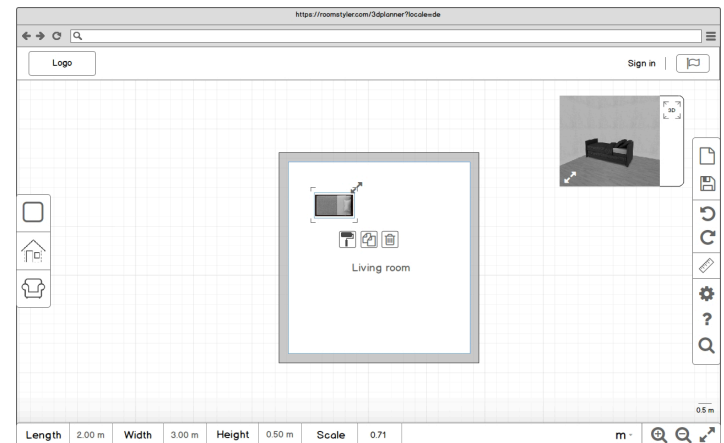 https://roomstyler.com/3dplanner?locale=de
Logo
Sign in
3D
Living room
?
0.5 m
Length 2.00 m Width 3.00 m Height 0.50 m Scale 0.71 m